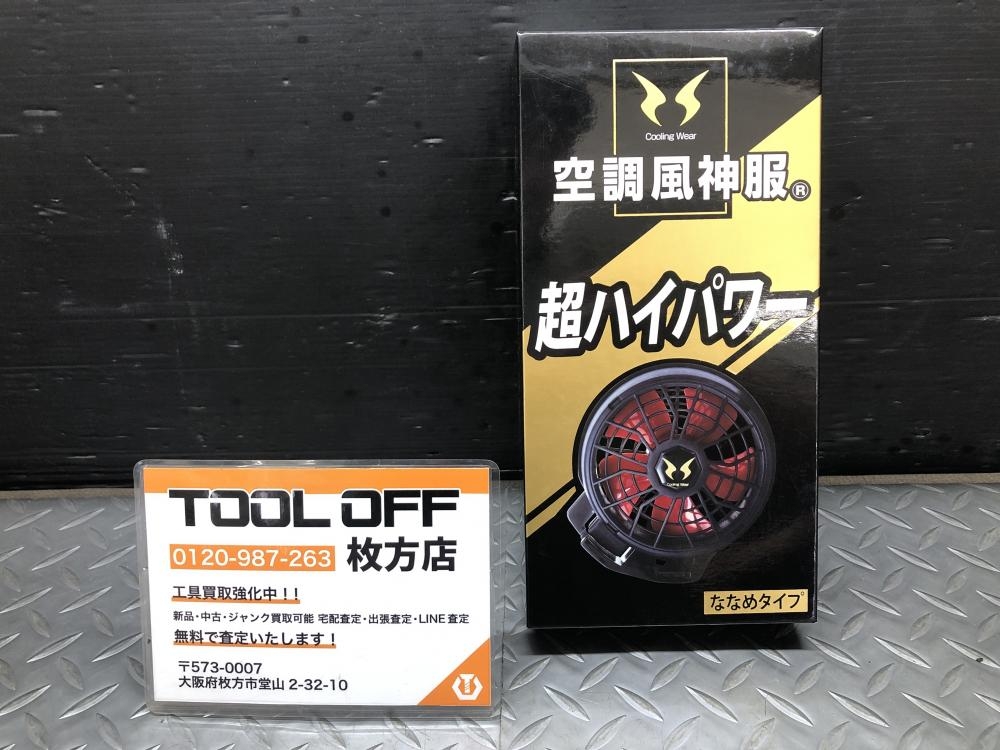 Cooling Wear
空調風神服®
超ハイパワー
Cooling Wear
ななめタイプ
TOOL OFF
0120-987-263 枚方店
工具買取強化中！！
新品・中古・ジャンク買取可能 宅配査定・出張査定・LINE査定
無料で査定いたします！
〒573-0007
大阪府枚方市堂山 2-32-10